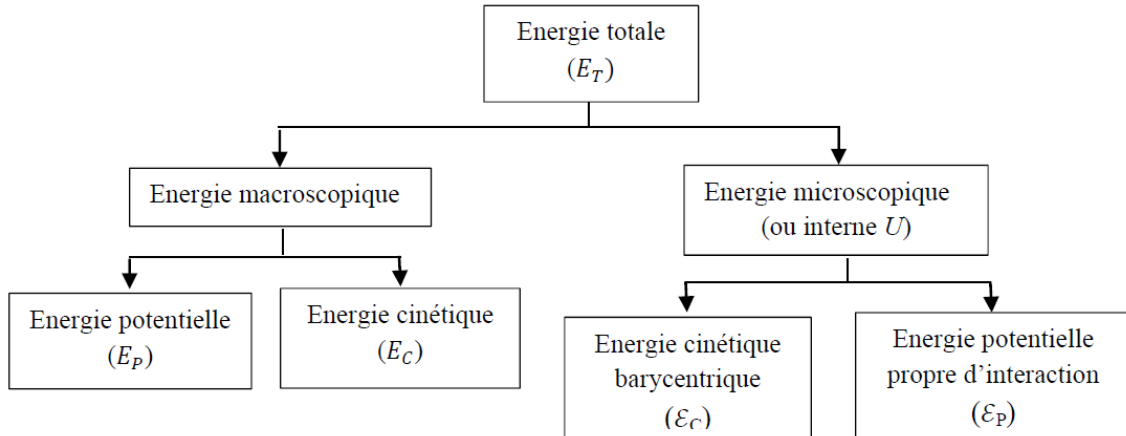 Energie totale
(E_T)
Energie macroscopique
Energie microscopique
(ou interne U)
Energie potentielle
(E_P)
Energie cinétique
(E_C)
Energie cinétique
barycentrique
(ℰ_C)
Energie potentielle
propre d’interaction
(ℰ_P)